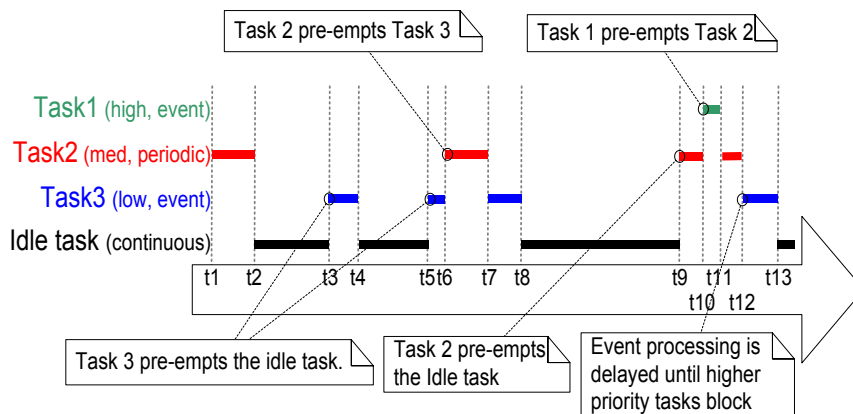 Task 2 pre-empts Task 3
Task 1 pre-empts Task 2
Task1 (high, event)
Task2 (med, periodic)
Task3 (low, event)
Idle task (continuous)
t1 t2 t3 t4 t5 t6 t7 t8 t9 t10 t11 t12 t13
Task 3 pre-empts the idle task.
Task 2 pre-empts
the Idle task
Event processing is
delayed until higher
priority tasks block